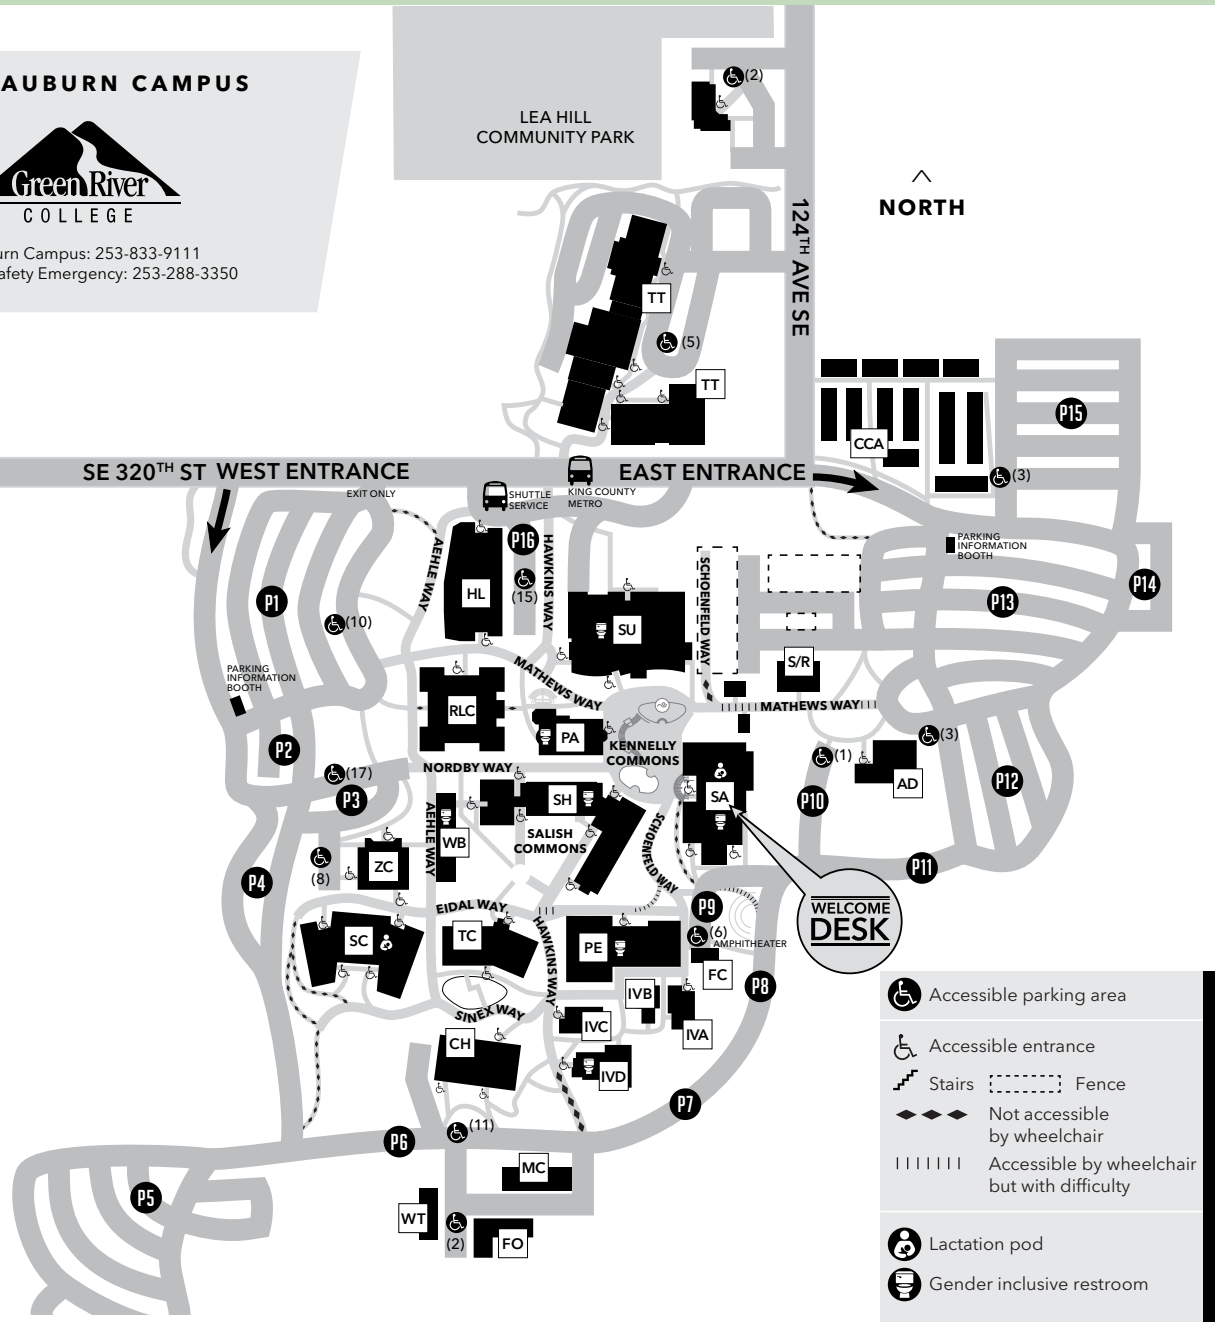 AUBURN CAMPUS
Green River
COLLEGE
urn Campus: 253-833-9111
afety Emergency: 253-288-3350
LEA HILL
COMMUNITY PARK
(2)
NORTH
124TH AVE SE
TT
(5)
TT
CCA
P15
(3)
SE 320TH ST WEST ENTRANCE
EAST ENTRANCE
EXIT ONLY
SHUTTLE
SERVICE
KING COUNTY
METRO
P16
AEHLE WAY
HAWKINS WAY
HL
(15)
SCHOENFELD WAY
PARKING
INFORMATION
BOOTH
P14
P13
P1
(10)
SU
S/R
PARKING
INFORMATION
BOOTH
MATHEWS WAY
MATHEWS WAY
RLC
PA
KENNELLY
COMMONS
(3)
(1)
AD
P12
P2
(17)
P3
NORDBY WAY
SH
SA
P10
AEHLE WAY
WB
SALISH
COMMONS
SCHOENFELD WAY
(8)
ZC
P4
P11
EIDAL WAY
P9
WELCOME
DESK
SC
TC
HAWKINS WAY
PE
(6)
AMPHITHEATER
FC
P8
IVB
SINEX WAY
IVC
IVA
CH
IVD
P7
(11)
P6
MC
P5
WT
(2)
FO
Accessible parking area
Accessible entrance
Stairs
Fence
Not accessible
by wheelchair
Accessible by wheelchair
but with difficulty
Lactation pod
Gender inclusive restroom